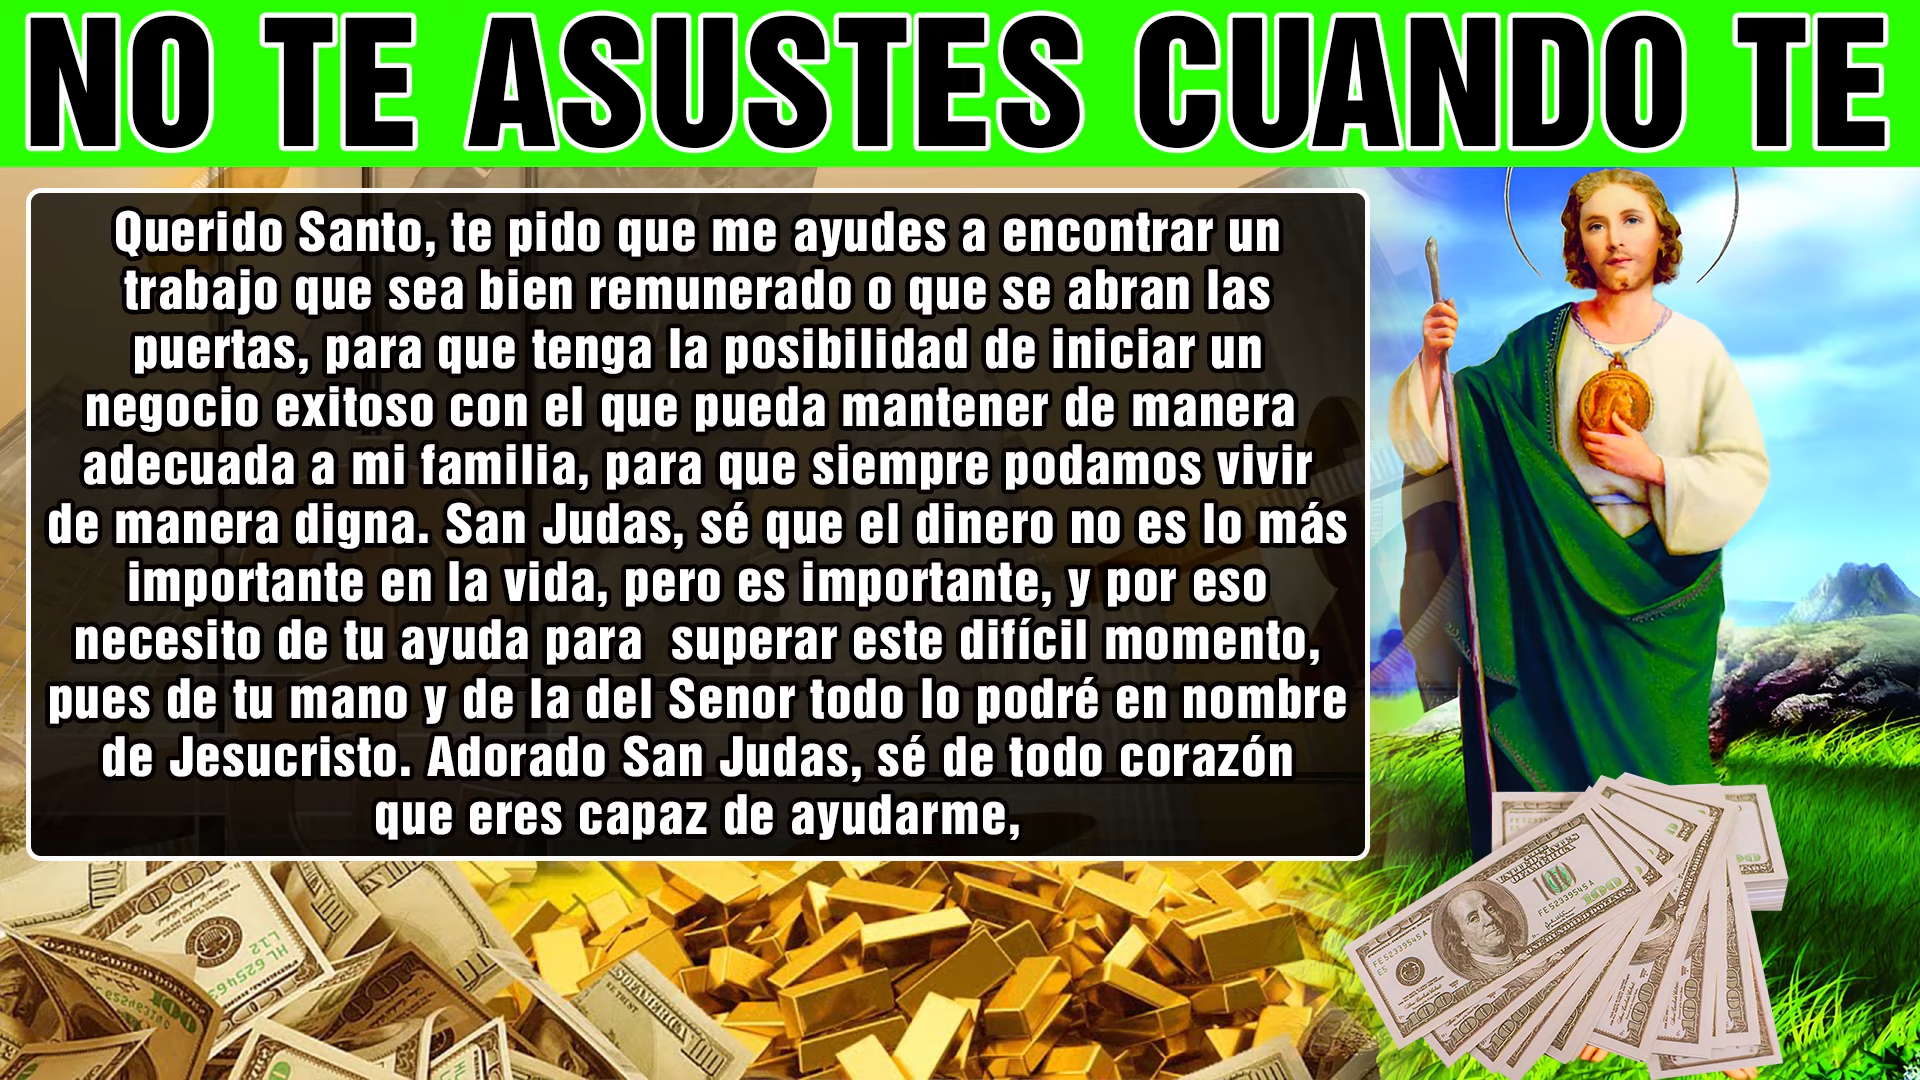 NO TE ASUSTES CUANDO TE
Querido Santo, te pido que me ayudes a encontrar un
trabajo que sea bien remunerado o que se abran las
puertas, para que tenga la posibilidad de iniciar un
negocio exitoso con el que pueda mantener de manera
adecuada a mi familia, para que siempre podamos vivir
de manera digna. San Judas, sé que el dinero no es lo más
importante en la vida, pero es importante, y por eso
necesito de tu ayuda para  superar este difícil momento,
pues de tu mano y de la del Senor todo lo podré en nombre
de Jesucristo. Adorado San Judas, sé de todo corazón
que eres capaz de ayudarme,